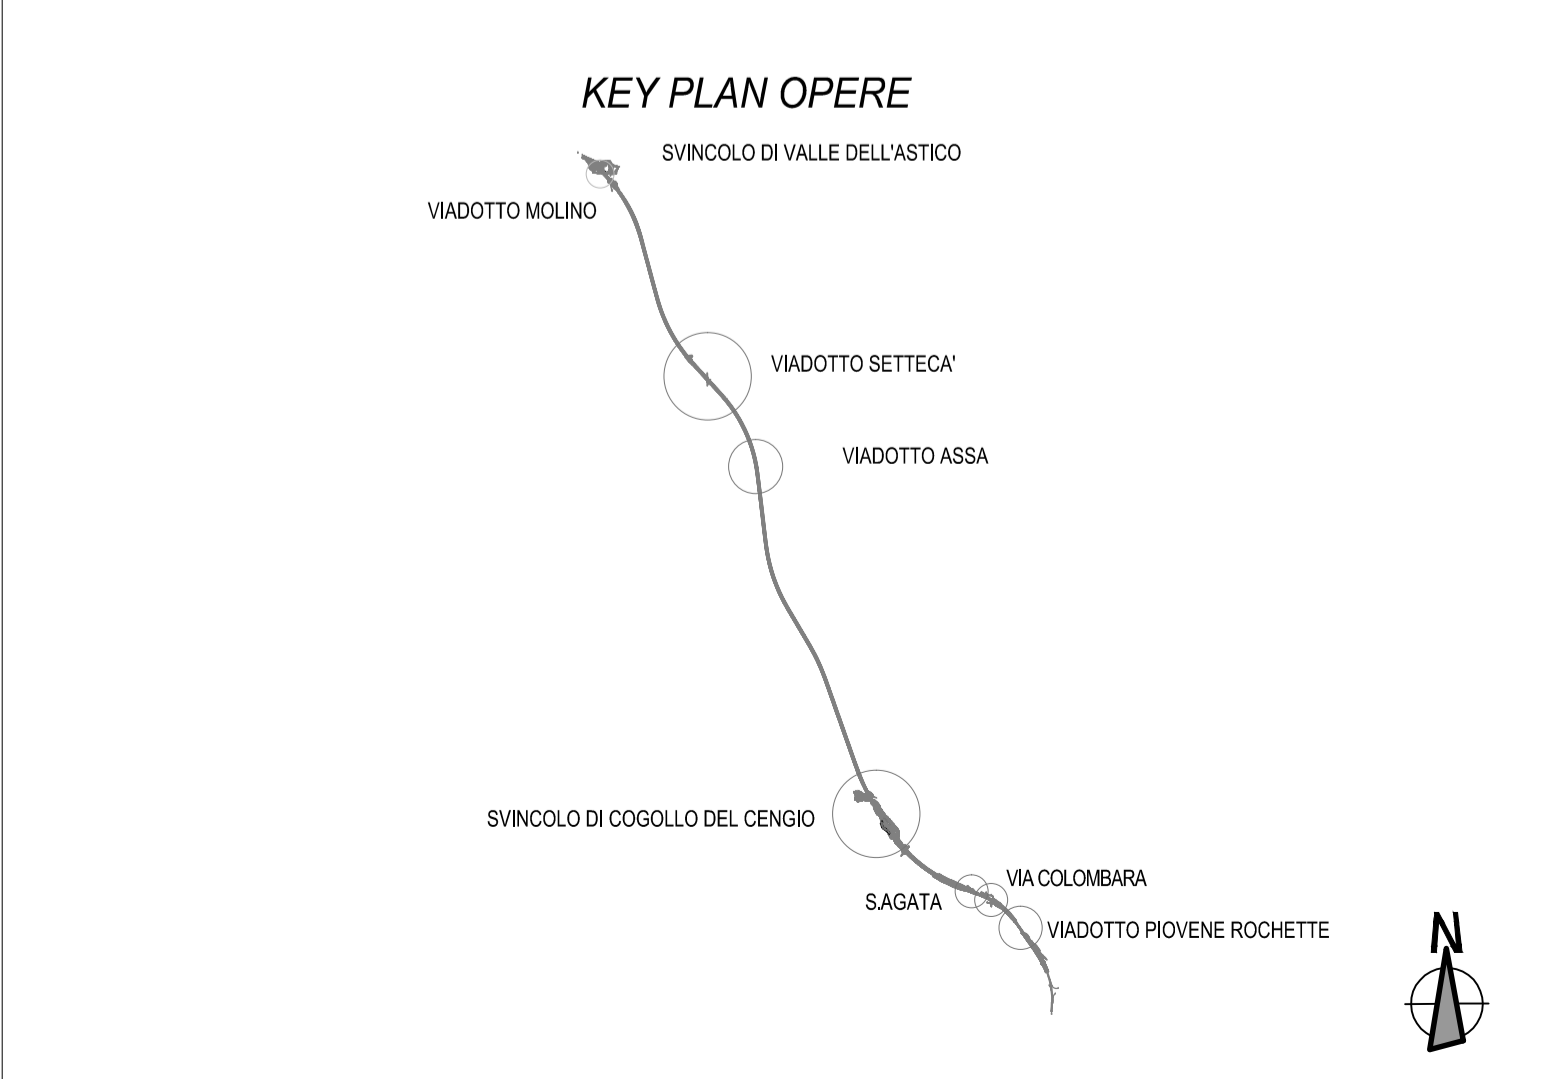 KEY PLAN OPERE
SVINCOLO DI VALLE DELL'ASTICO
VIADOTTO MOLINO
VIADOTTO SETTECA'
VIADOTTO ASSA
SVINCOLO DI COGOLLO DEL CENGIO
VIA COLOMBARA
S.AGATA
VIADOTTO PIOVENE ROCHETTE
N